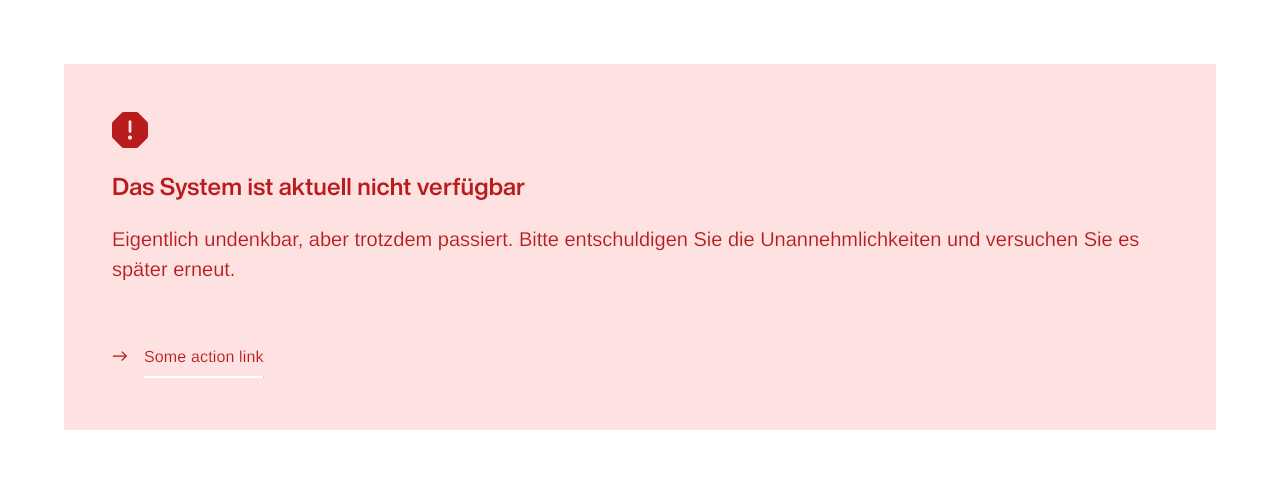 Das System ist aktuell nicht verfügbar
Eigentlich undenkbar, aber trotzdem passiert. Bitte entschuldigen Sie die Unannehmlichkeiten und versuchen Sie es
später erneut.
Some action link